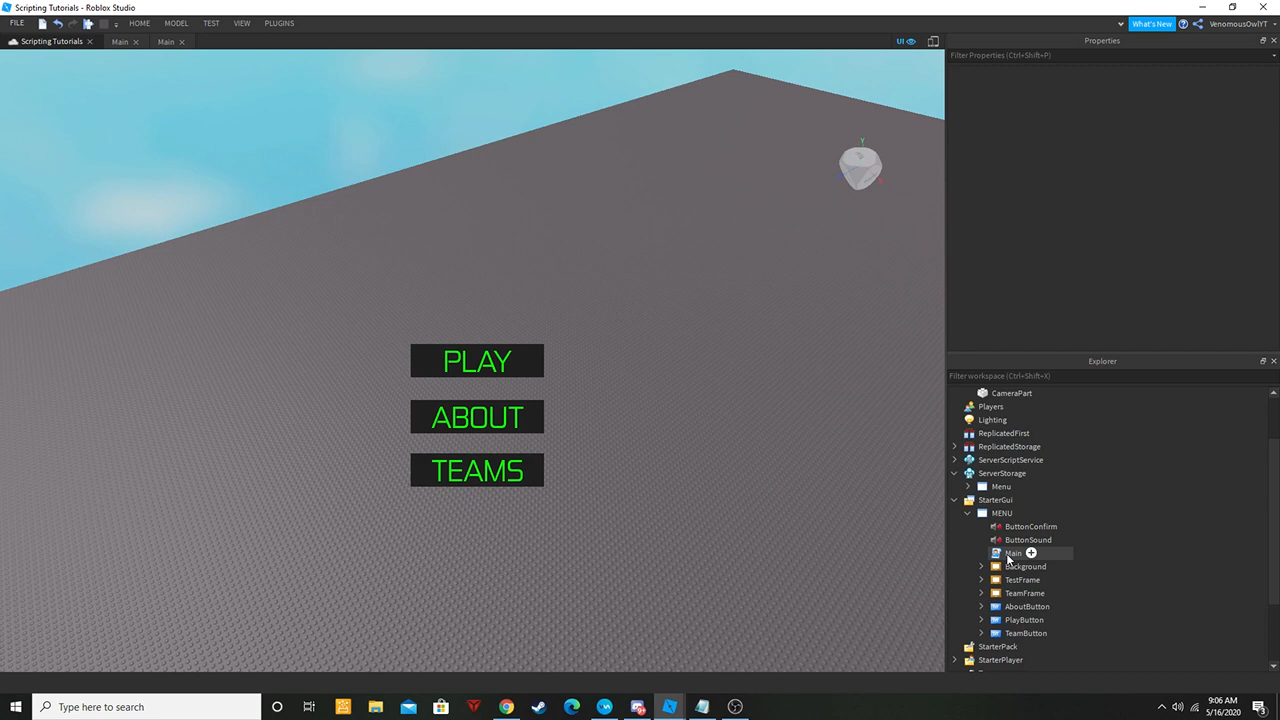 Scripting Tutorials - Roblox Studio
FILE HOME MODEL TEST VIEW PLUGINS What's New VenomousOwlYT
Scripting Tutorials Main Main UI Properties
Filter Properties (Ctrl+Shift+P)
Y
PLAY
ABOUT
TEAMS
Explorer
Filter workspace (Ctrl+Shift+X)
CameraPart
Players
Lighting
ReplicatedFirst
ReplicatedStorage
ServerScriptService
ServerStorage
Menu
StarterGui
MENU
ButtonConfirm
ButtonSound
Main
Background
TestFrame
TeamFrame
AboutButton
PlayButton
TeamButton
StarterPack
StarterPlayer
Type here to search
9:06 AM
5/16/2020